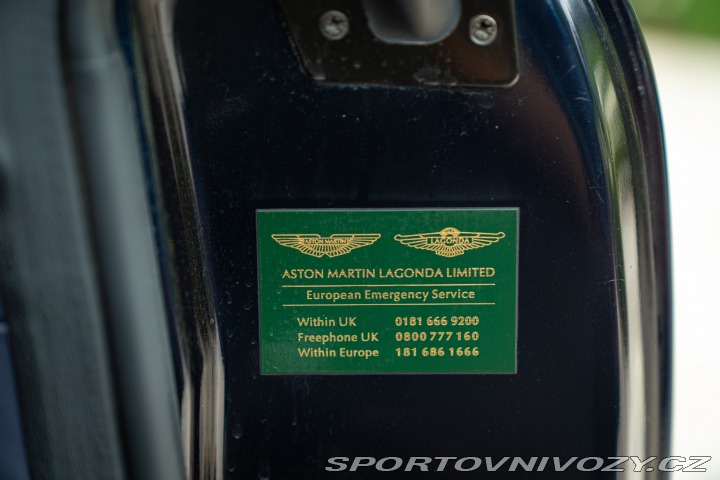 ASTON MARTIN
LAGONDA
ASTON MARTIN LAGONDA LIMITED
European Emergency Service
Within UK 0181 666 9200
Freephone UK 0800 777 160
Within Europe 181 686 1666
SPORTOVNIVOZY.CZ